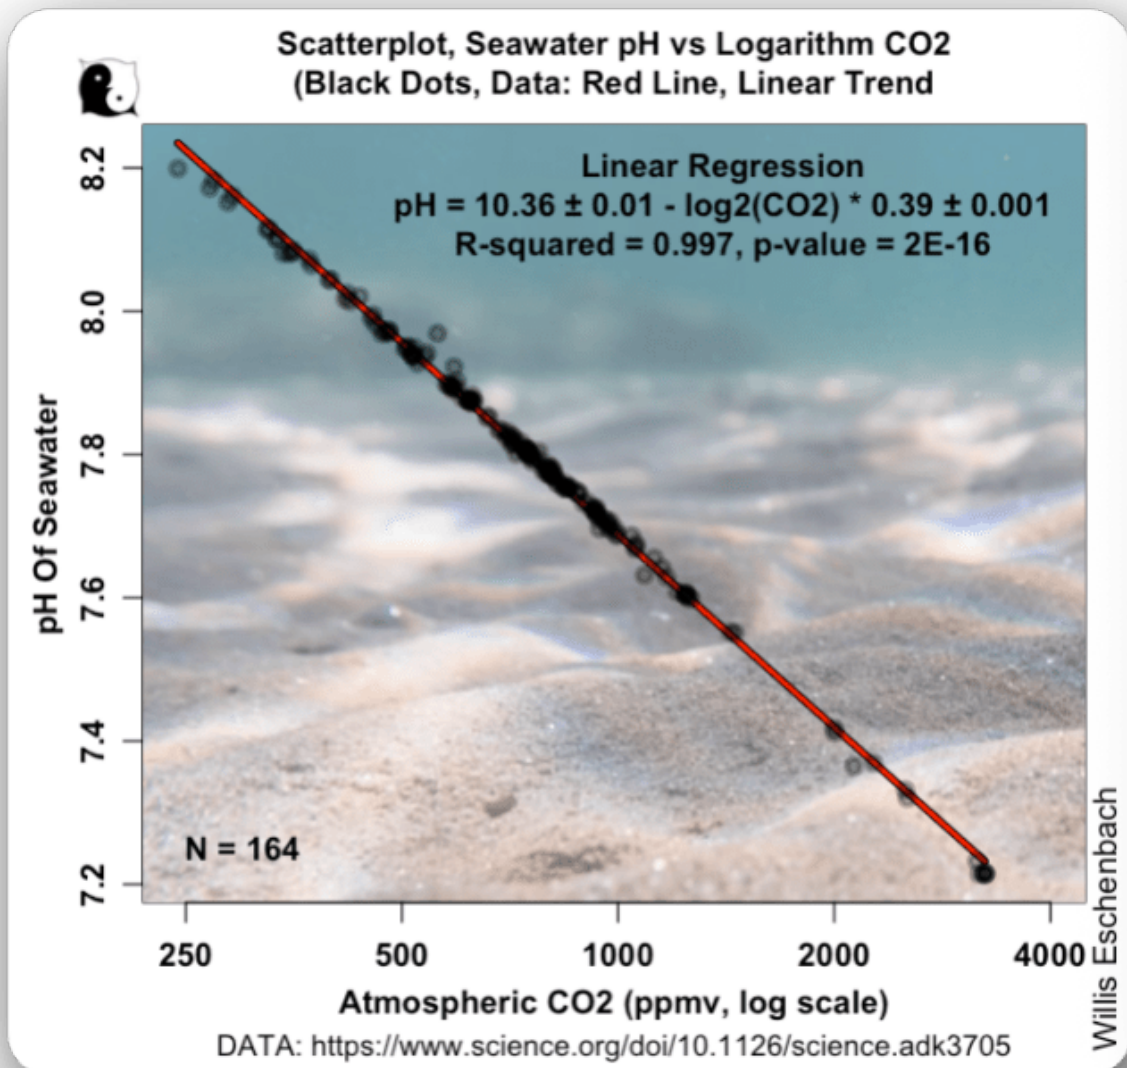 Scatterplot, Seawater pH vs Logarithm CO2
(Black Dots, Data: Red Line, Linear Trend
Linear Regression
pH = 10.36 ± 0.01 - log2(CO2) * 0.39 ± 0.001
R-squared = 0.997, p-value = 2E-16
pH Of Seawater
8.2
8.0
7.8
7.6
7.4
7.2
N = 164
250 500 1000 2000 4000
Atmospheric CO2 (ppmv, log scale)
DATA: https://www.science.org/doi/10.1126/science.adk3705
Willis Eschenbach